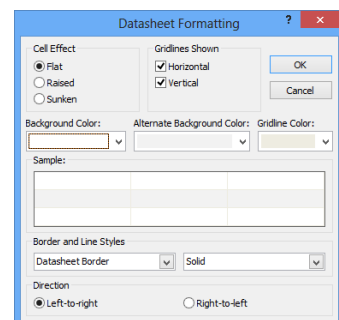 Datasheet Formatting ? ×
Cell Effect
Flat
Raised
Sunken
Gridlines Shown
Horizontal
Vertical
OK
Cancel
Background Color: Alternate Background Color: Gridline Color:
Sample:
Border and Line Styles
Datasheet Border Solid
Direction
Left-to-right Right-to-left